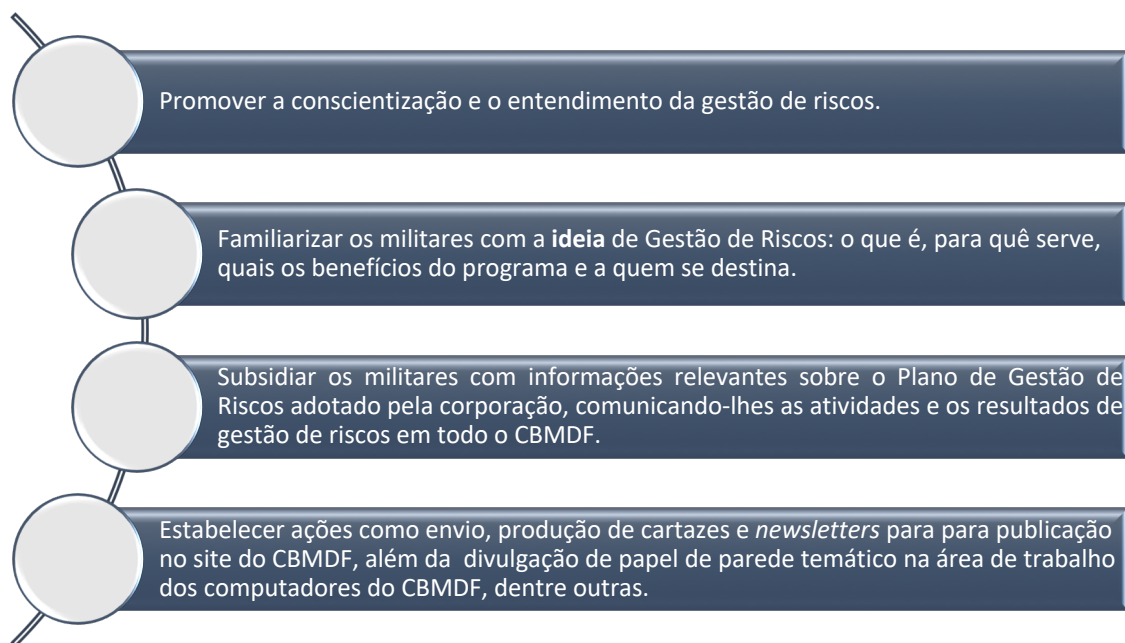 Promover a conscientização e o entendimento da gestão de riscos.
Familiarizar os militares com a ideia de Gestão de Riscos: o que é, para quê serve,
quais os benefícios do programa e a quem se destina.
Subsidiar os militares com informações relevantes sobre o Plano de Gestão de
Riscos adotado pela corporação, comunicando-lhes as atividades e os resultados de
gestão de riscos em todo o CBMDF.
Estabelecer ações como envio, produção de cartazes e newsletters para para publicação
no site do CBMDF, além da divulgação de papel de parede temático na área de trabalho
dos computadores do CBMDF, dentre outras.